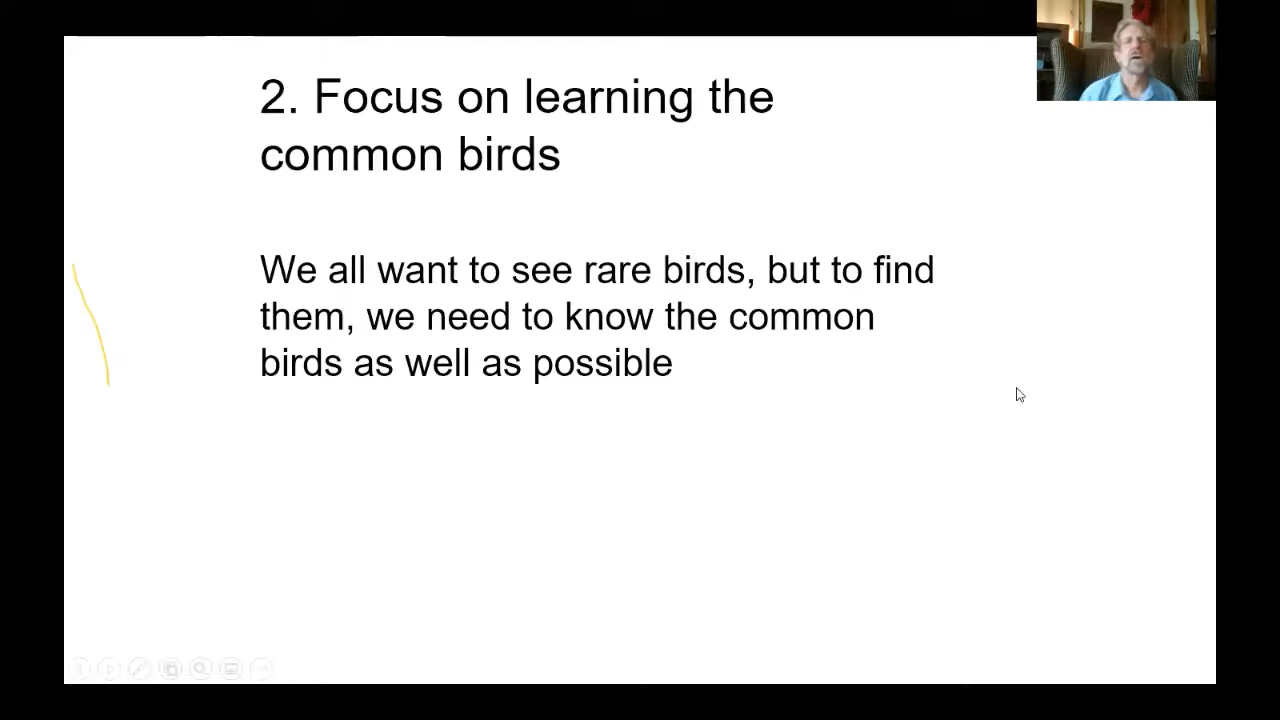 2. Focus on learning the
common birds
We all want to see rare birds, but to find
them, we need to know the common
birds as well as possible